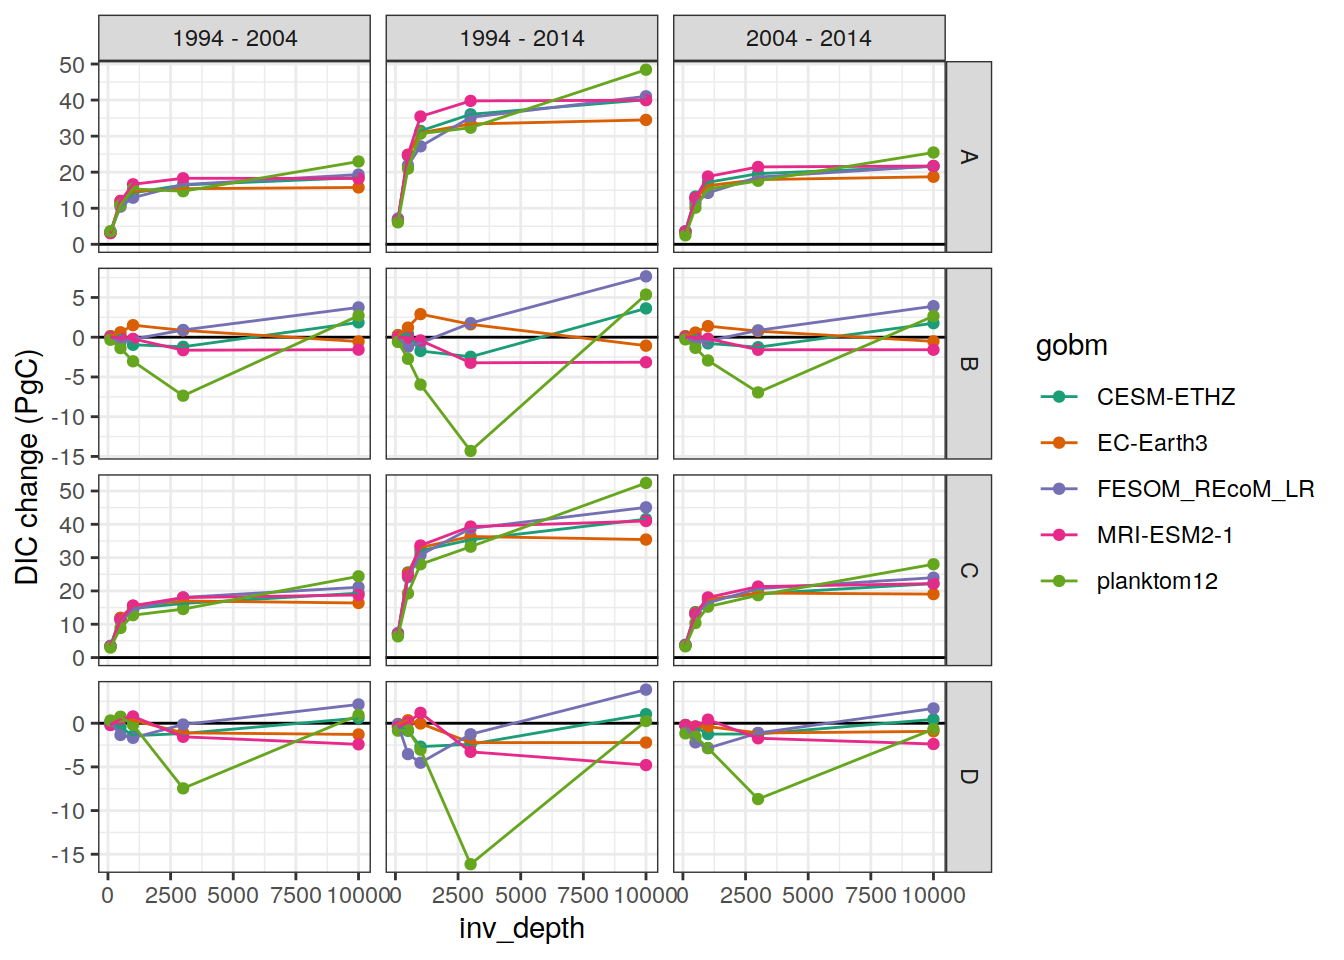 1994 - 2004
1994 - 2014
2004 - 2014
50
40
30
20
10
0
A
5
0
-5
-10
-15
B
50
40
30
20
10
0
C
0
-5
-10
-15
D
0 2500 5000 7500 10000
0 2500 5000 7500 10000
0 2500 5000 7500 10000
inv_depth
DIC change (PgC)
gobm
CESM-ETHZ
EC-Earth3
FESOM_REcoM_LR
MRI-ESM2-1
planktom12